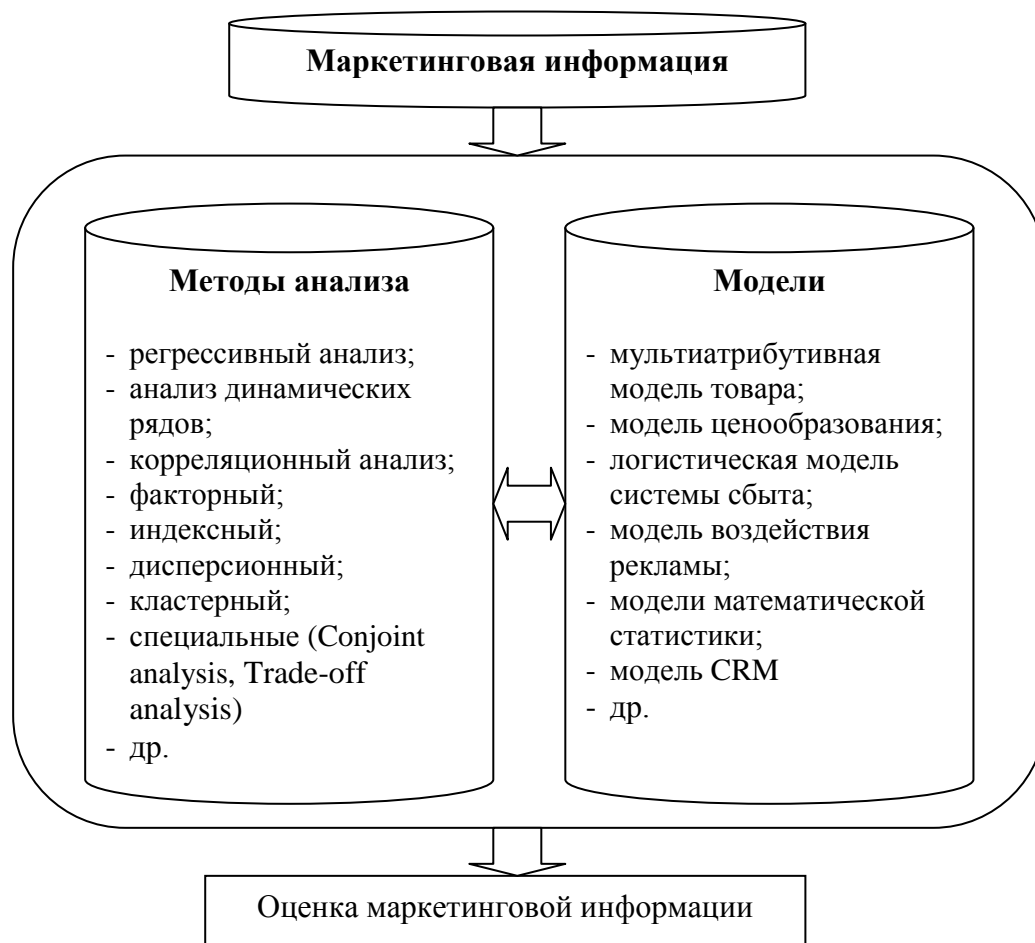 Маркетинговая информация
Методы анализа
- регрессивный анализ;
- анализ динамических
рядов;
- корреляционный анализ;
- факторный;
- индексный;
- дисперсионный;
- кластерный;
- специальные (Conjoint
analysis, Trade-off
analysis)
- др.
Модели
- мультиатрибутивная
модель товара;
- модель ценообразования;
- логистическая модель
системы сбыта;
- модель воздействия
рекламы;
- модели математической
статистики;
- модель CRM
- др.
Оценка маркетинговой информации